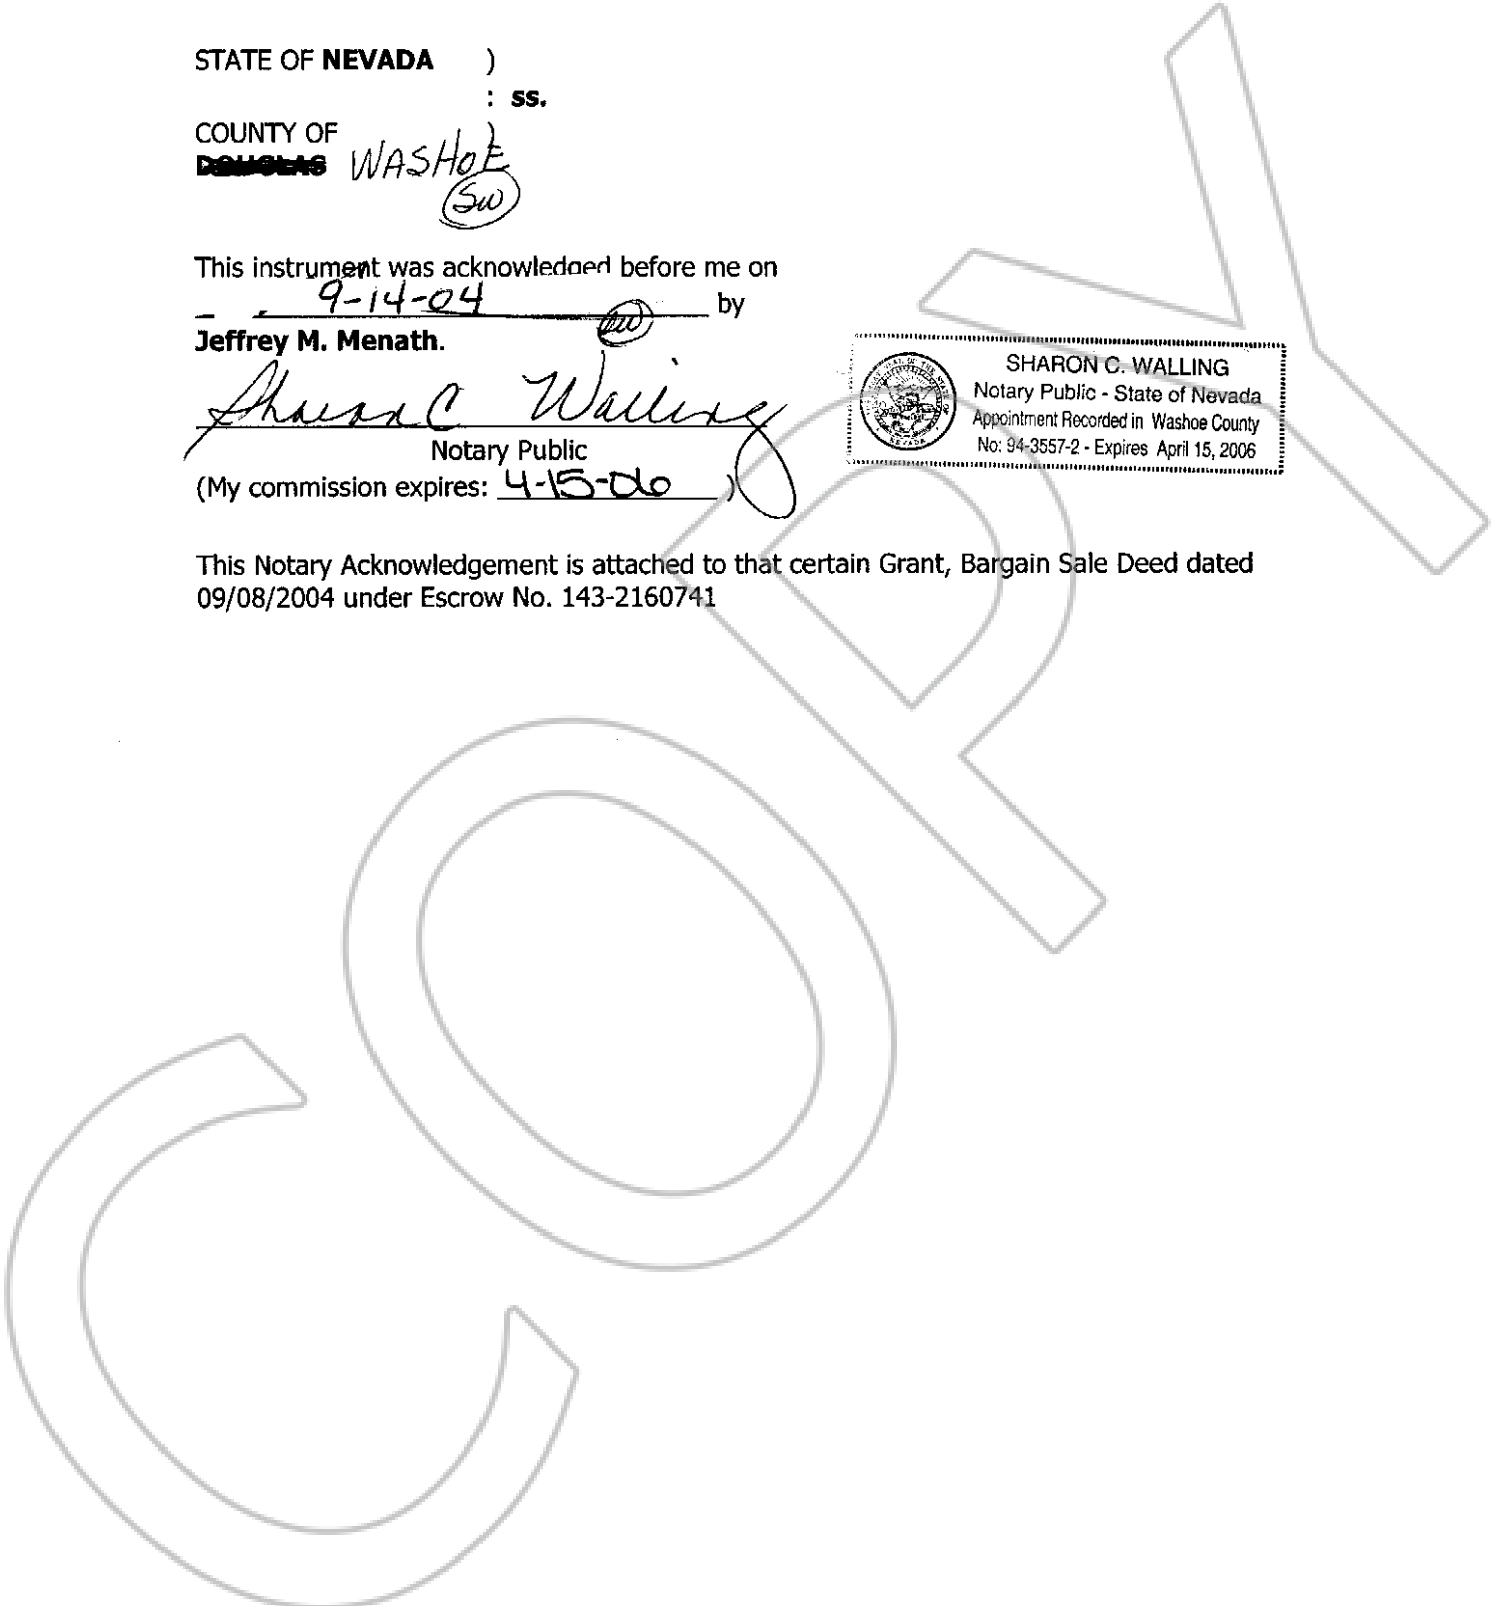 STATE OF NEVADA )
: ss.
COUNTY OF )
DOUGLAS WASHOE
SW
This instrument was acknowledged before me on
9-14-04 by
SW
Jeffrey M. Menath.
Sharon C Walling
Notary Public
(My commission expires: 4-15-06 )
SHARON C. WALLING
Notary Public - State of Nevada
Appointment Recorded in Washoe County
No: 94-3557-2 - Expires April 15, 2006
This Notary Acknowledgement is attached to that certain Grant, Bargain Sale Deed dated
09/08/2004 under Escrow No. 143-2160741
COPY